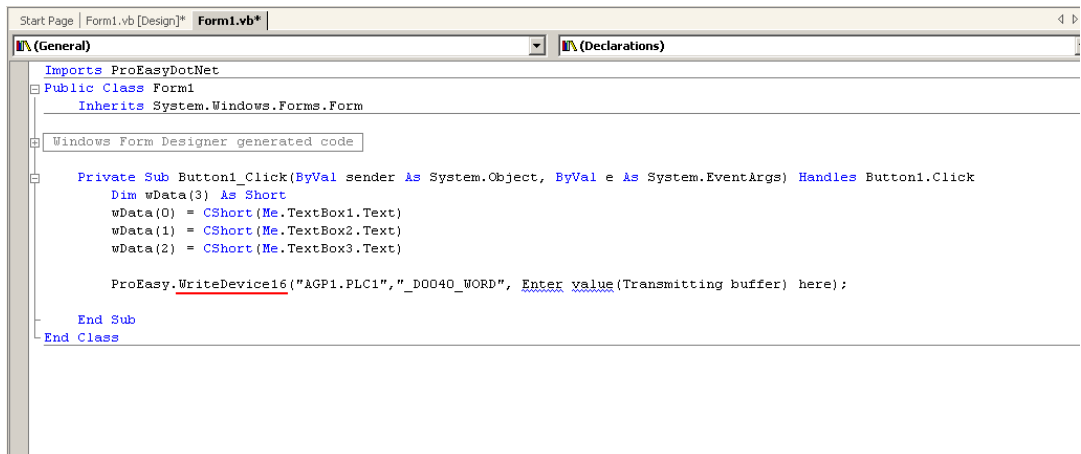 Start Page Form1.vb [Design]* Form1.vb*
(General) (Declarations)
Imports ProEasyDotNet
Public Class Form1
Inherits System.Windows.Forms.Form
Windows Form Designer generated code
Private Sub Button1_Click(ByVal sender As System.Object, ByVal e As System.EventArgs) Handles Button1.Click
Dim wData(3) As Short
wData(0) = CShort(Me.TextBox1.Text)
wData(1) = CShort(Me.TextBox2.Text)
wData(2) = CShort(Me.TextBox3.Text)
ProEasy.WriteDevice16("AGP1.PLC1","_D0040_WORD", Enter value(Transmitting buffer) here);
End Sub
End Class